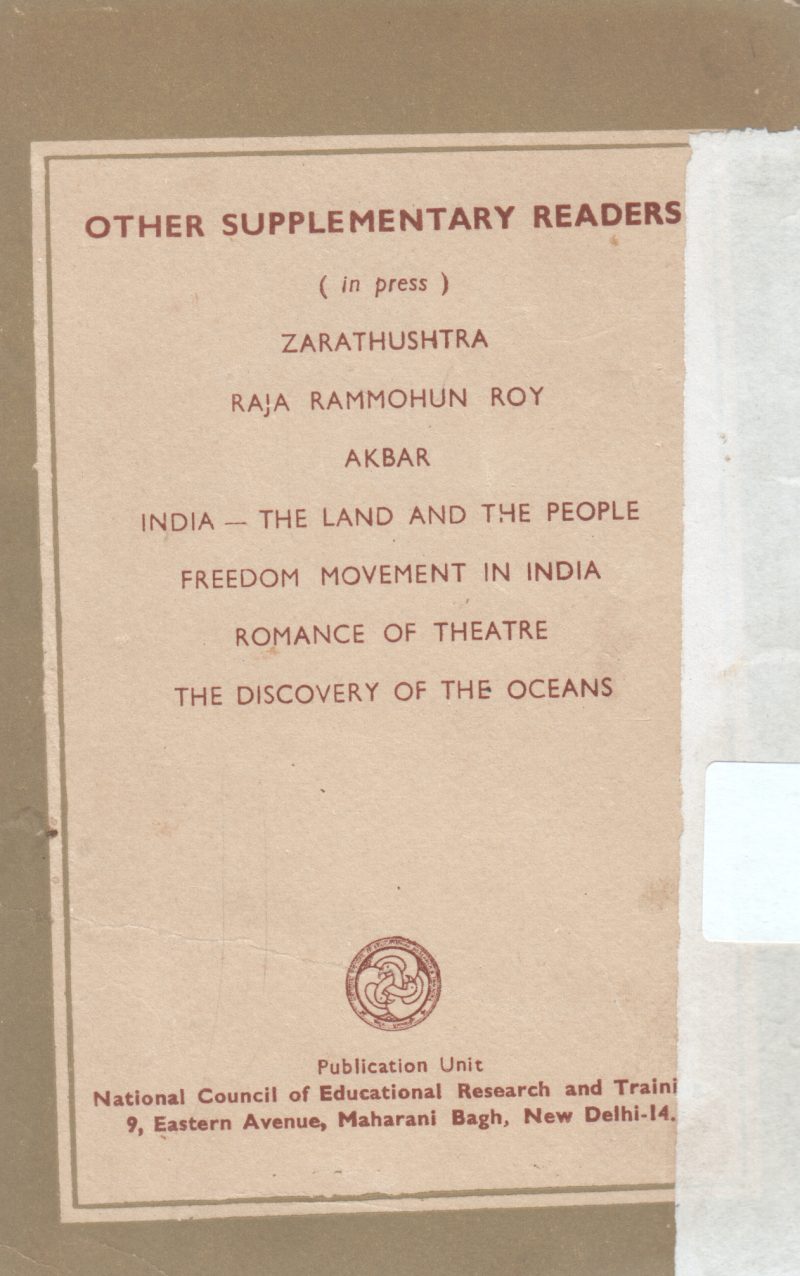 OTHER SUPPLEMENTARY READERS
( in press )
ZARATHUSHTRA
RAJA RAMMOHUN ROY
AKBAR
INDIA — THE LAND AND THE PEOPLE
FREEDOM MOVEMENT IN INDIA
ROMANCE OF THEATRE
THE DISCOVERY OF THE OCEANS
Publication Unit
National Council of Educational Research and Traini
9, Eastern Avenue, Maharani Bagh, New Delhi-14.